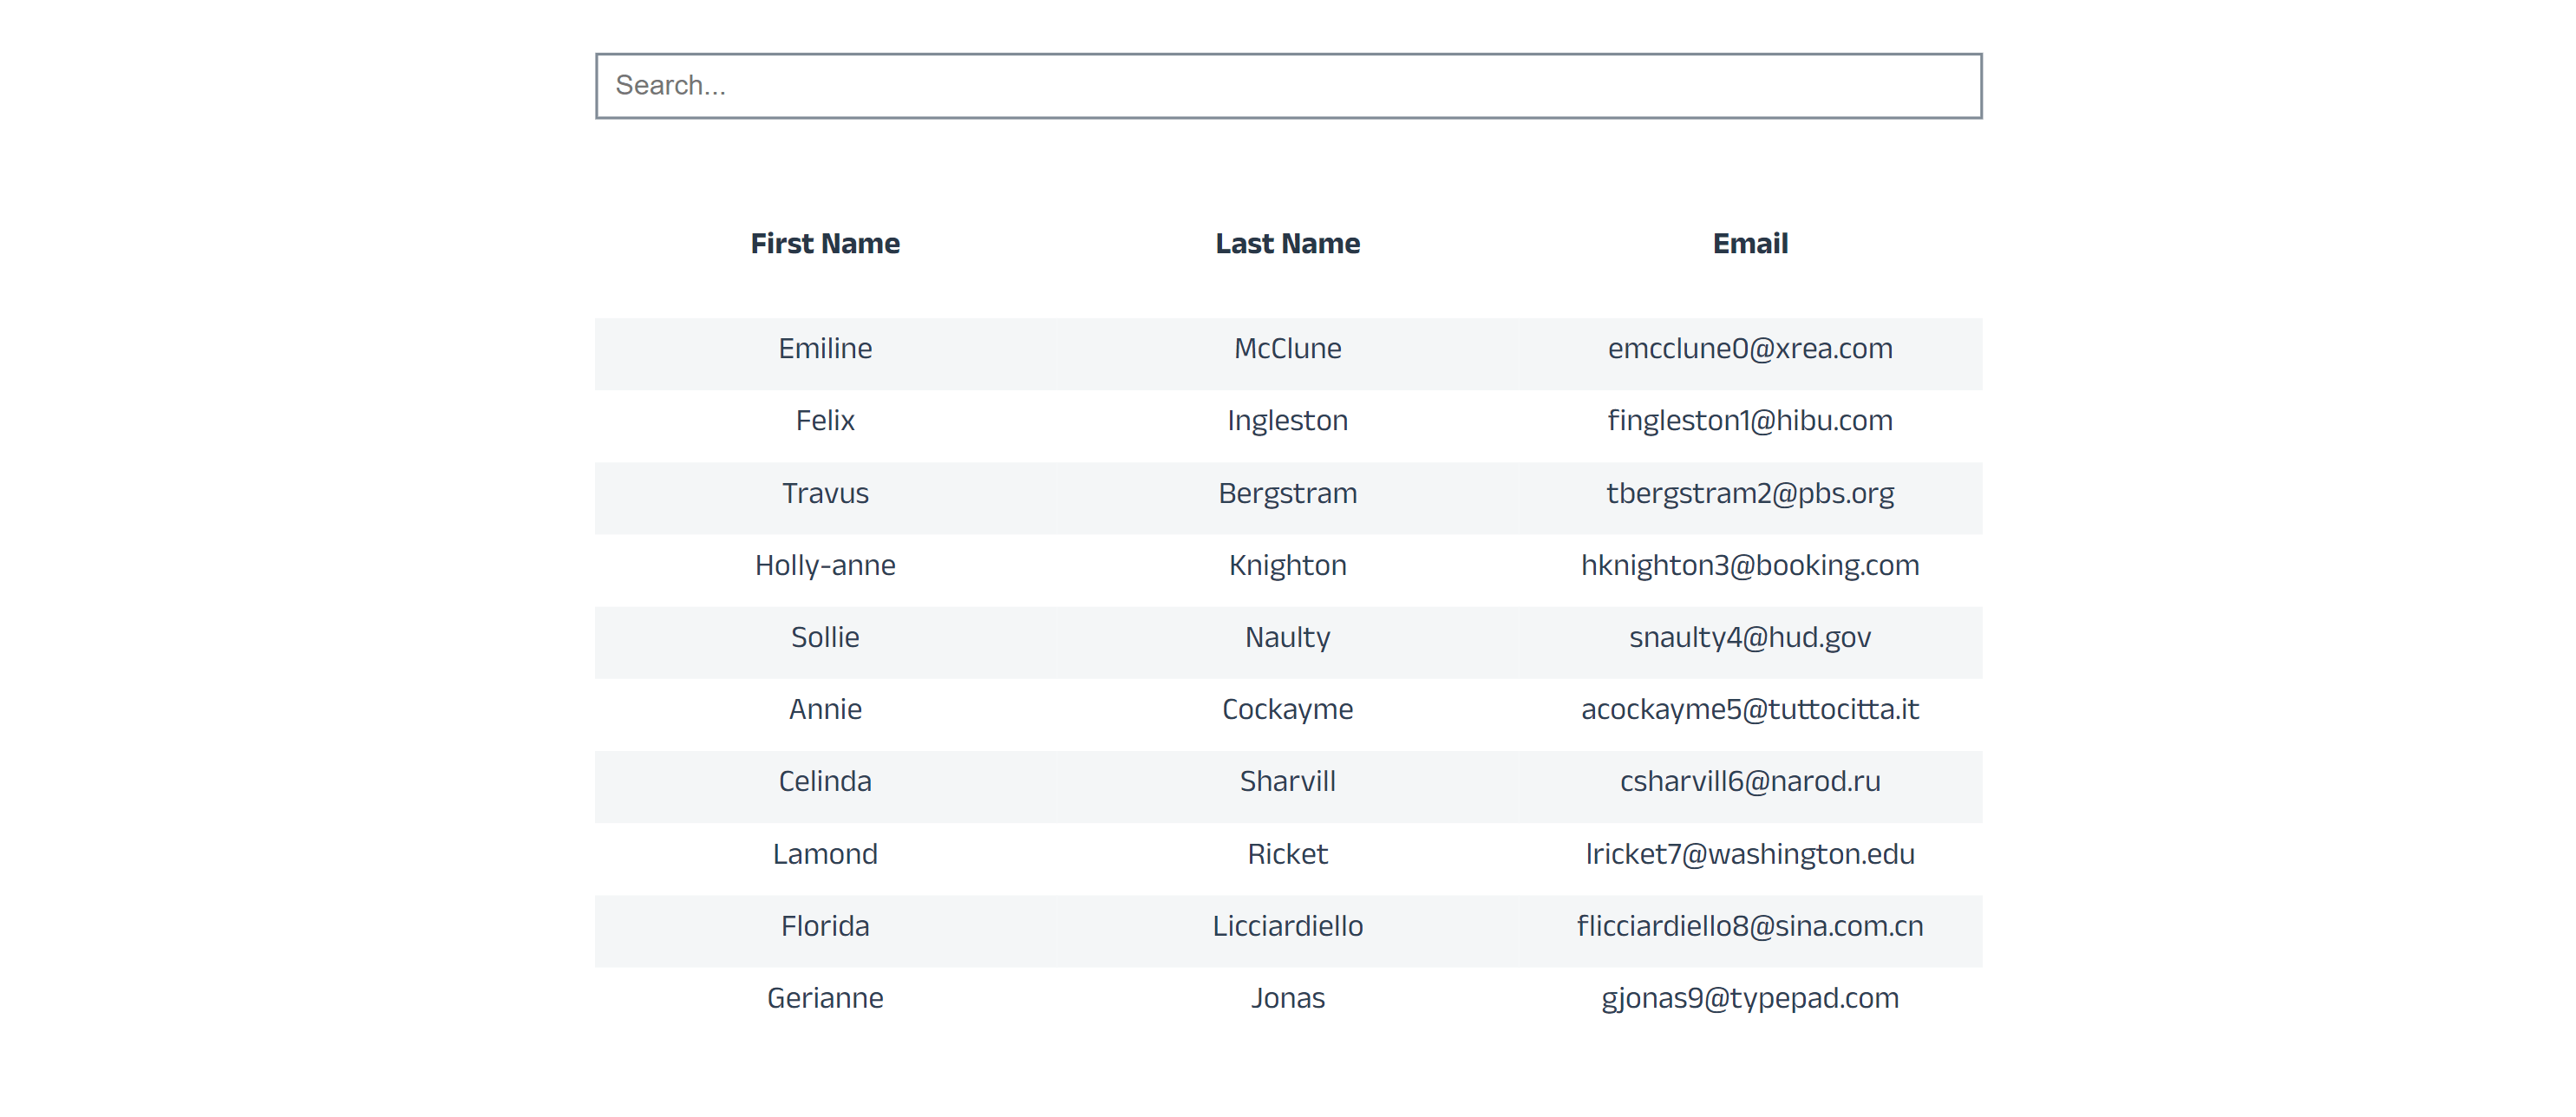 Search...
First Name Last Name Email
Emiline McClune emcclune0@xrea.com
Felix Ingleston fingleston1@hibu.com
Travus Bergstram tbergstram2@pbs.org
Holly-anne Knighton hknighton3@booking.com
Sollie Naulty snaulty4@hud.gov
Annie Cockayme acockayme5@tuttocitta.it
Celinda Sharvill csharvill6@narod.ru
Lamond Ricket lricket7@washington.edu
Florida Licciardiello flicciardiello8@sina.com.cn
Gerianne Jonas gjonas9@typepad.com